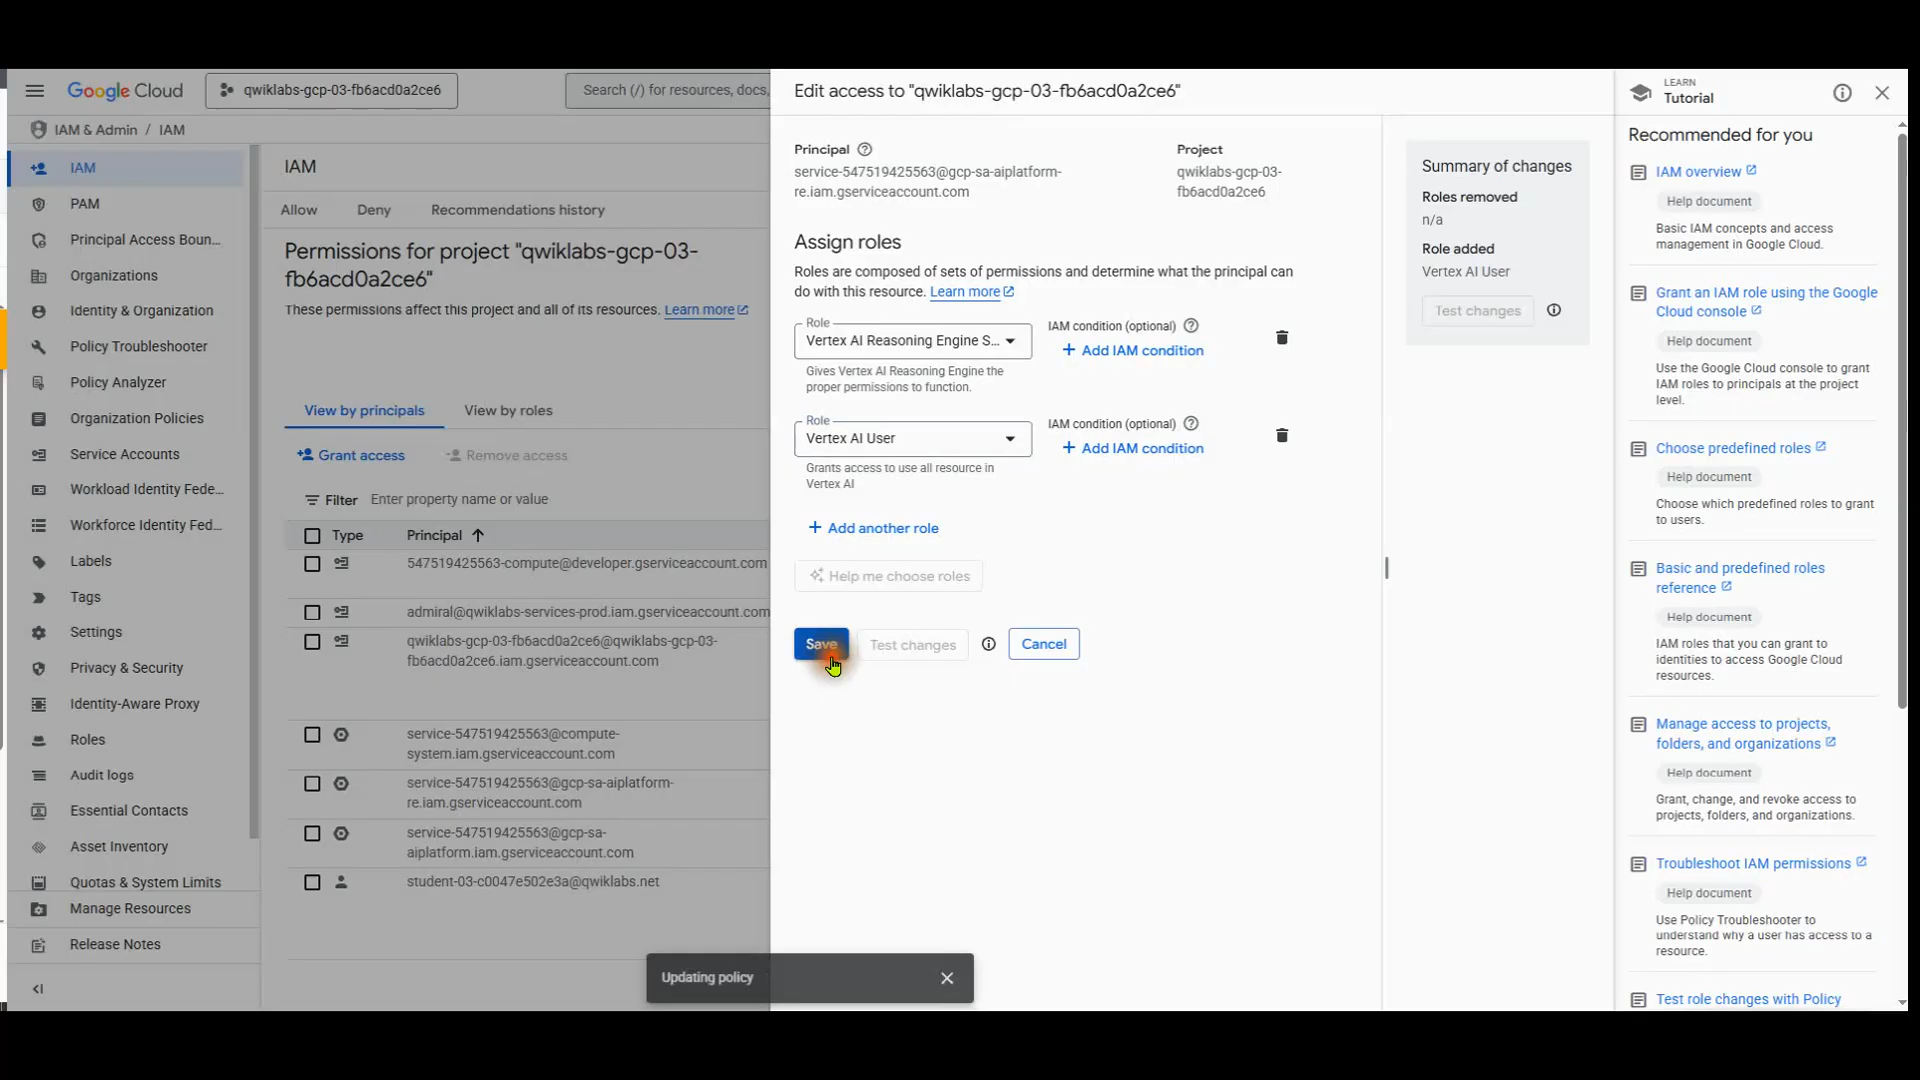 Google Cloud
qwiklabs-gcp-03-fb6acd0a2ce6
Search (/) for resources, docs,
IAM & Admin / IAM
IAM
PAM
Principal Access Boun...
Organizations
Identity & Organization
Policy Troubleshooter
Policy Analyzer
Organization Policies
Service Accounts
Workload Identity Fede...
Workforce Identity Fed...
Labels
Tags
Settings
Privacy & Security
Identity-Aware Proxy
Roles
Audit logs
Essential Contacts
Asset Inventory
Quotas & System Limits
Manage Resources
Release Notes
IAM
Allow
Deny
Recommendations history
Permissions for project "qwiklabs-gcp-03-
fb6acd0a2ce6"
These permissions affect this project and all of its resources. Learn more
View by principals
View by roles
Grant access
Remove access
Filter
Enter property name or value
Type
Principal
547519425563-compute@developer.gserviceaccount.com
admiral@qwiklabs-services-prod.iam.gserviceaccount.com
qwiklabs-gcp-03-fb6acd0a2ce6@qwiklabs-gcp-03-
fb6acd0a2ce6.iam.gserviceaccount.com
service-547519425563@compute-
system.iam.gserviceaccount.com
service-547519425563@gcp-sa-aiplatform-
re.iam.gserviceaccount.com
service-547519425563@gcp-sa-
aiplatform.iam.gserviceaccount.com
student-03-c0047e502e3a@qwiklabs.net
Updating policy
Edit access to "qwiklabs-gcp-03-fb6acd0a2ce6"
Principal
service-547519425563@gcp-sa-aiplatform-
re.iam.gserviceaccount.com
Project
qwiklabs-gcp-03-
fb6acd0a2ce6
Assign roles
Roles are composed of sets of permissions and determine what the principal can
do with this resource. Learn more
Role
Vertex AI Reasoning Engine S...
Gives Vertex AI Reasoning Engine the
proper permissions to function.
IAM condition (optional)
+ Add IAM condition
Role
Vertex AI User
Grants access to use all resource in
Vertex AI
IAM condition (optional)
+ Add IAM condition
+ Add another role
Help me choose roles
Save
Test changes
Cancel
Summary of changes
Roles removed
n/a
Role added
Vertex AI User
Test changes
LEARN
Tutorial
Recommended for you
IAM overview
Help document
Basic IAM concepts and access
management in Google Cloud.
Grant an IAM role using the Google
Cloud console
Help document
Use the Google Cloud console to grant
IAM roles to principals at the project
level.
Choose predefined roles
Help document
Choose which predefined roles to grant
to users.
Basic and predefined roles
reference
Help document
IAM roles that you can grant to
identities to access Google Cloud
resources.
Manage access to projects,
folders, and organizations
Help document
Grant, change, and revoke access to
projects, folders, and organizations.
Troubleshoot IAM permissions
Help document
Use Policy Troubleshooter to
understand why a user has access to a
resource.
Test role changes with Policy